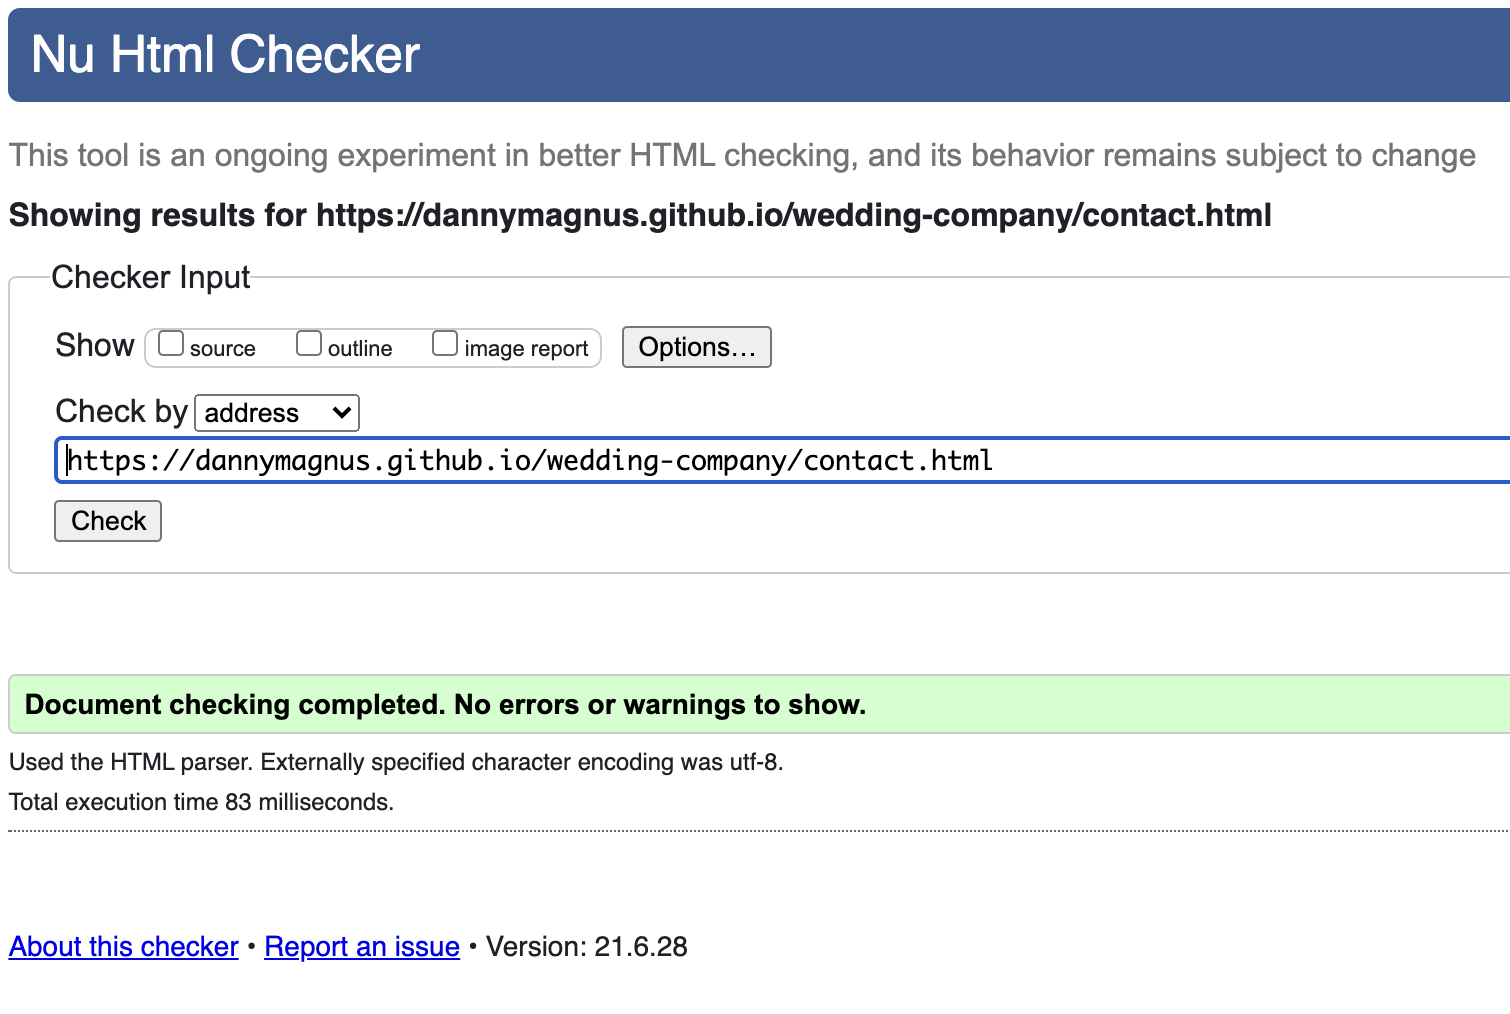 Nu Html Checker
This tool is an ongoing experiment in better HTML checking, and its behavior remains subject to change
Showing results for https://dannymagnus.github.io/wedding-company/contact.html
Checker Input
Show source outline image report Options...
Check by address
https://dannymagnus.github.io/wedding-company/contact.html
Check
Document checking completed. No errors or warnings to show.
Used the HTML parser. Externally specified character encoding was utf-8.
Total execution time 83 milliseconds.
About this checker • Report an issue • Version: 21.6.28